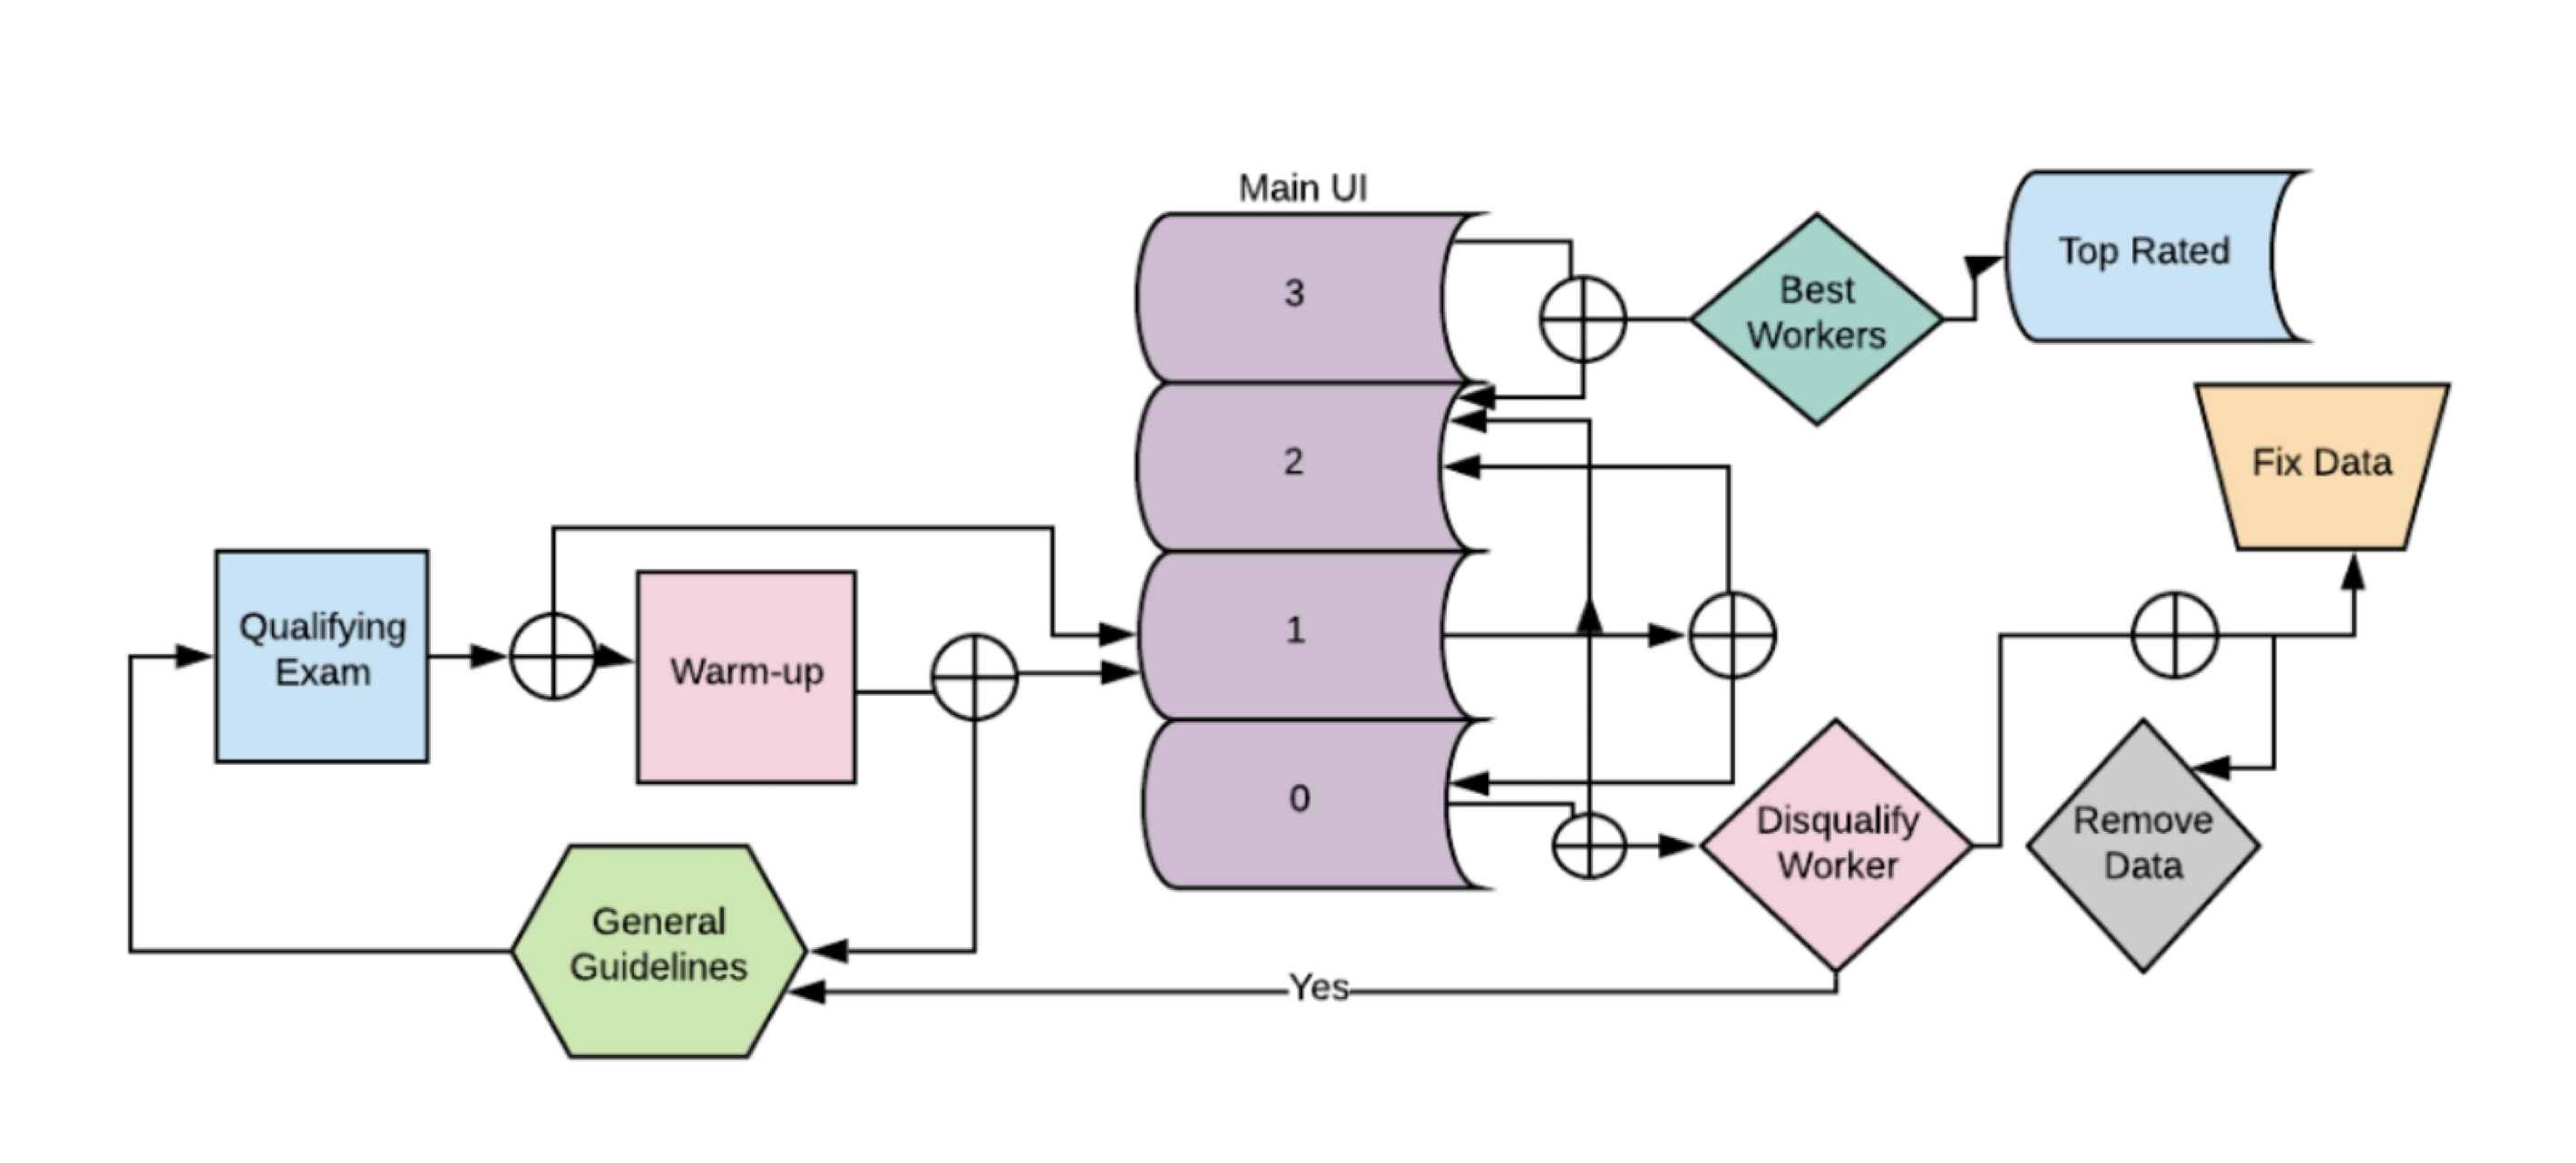 Main UI
3
2
1
0
Best
Workers
Top Rated
Fix Data
Qualifying
Exam
Warm-up
General
Guidelines
Disqualify
Worker
Remove
Data
Yes